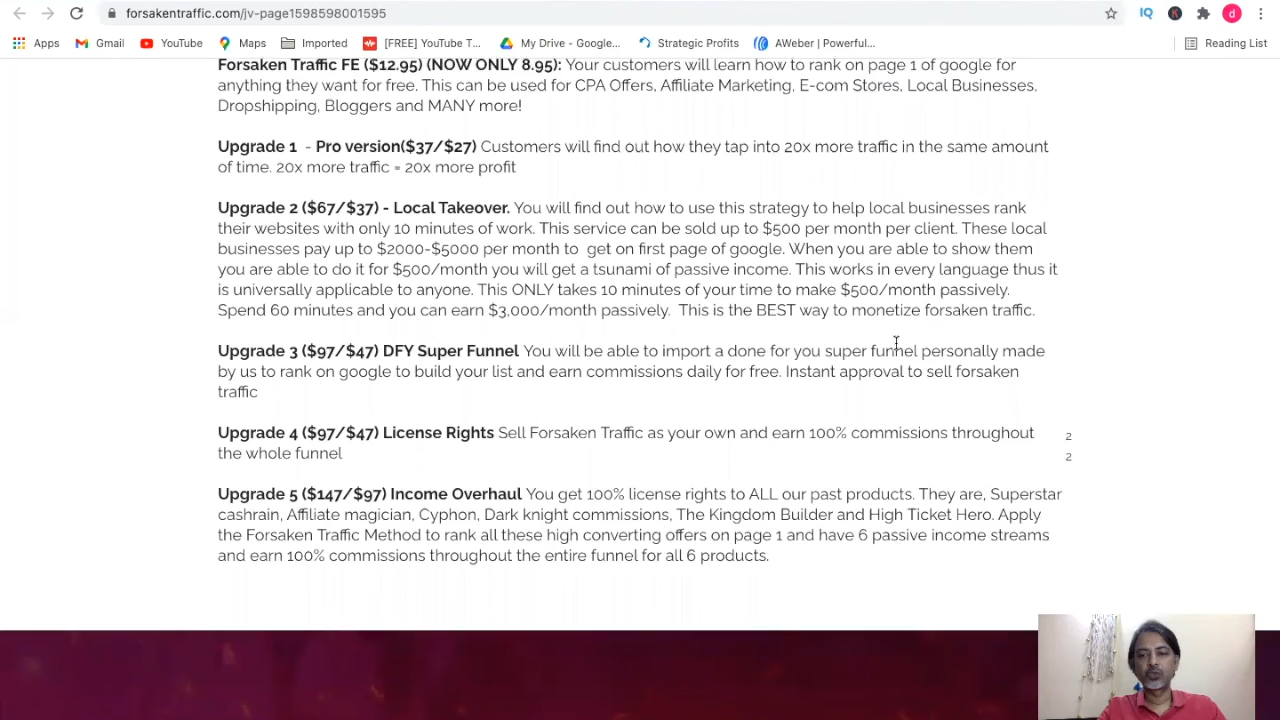 forsakentraffic.com/jv-page1598598001595
Apps Gmail YouTube Maps Imported [FREE] YouTube T... My Drive - Google... Strategic Profits AWeber | Powerful... Reading List
Forsaken Traffic FE ($12.95) (NOW ONLY 8.95): Your customers will learn how to rank on page 1 of google for
anything they want for free. This can be used for CPA Offers, Affiliate Marketing, E-com Stores, Local Businesses,
Dropshipping, Bloggers and MANY more!
Upgrade 1 - Pro version($37/$27) Customers will find out how they tap into 20x more traffic in the same amount
of time. 20x more traffic = 20x more profit
Upgrade 2 ($67/$37) - Local Takeover. You will find out how to use this strategy to help local businesses rank
their websites with only 10 minutes of work. This service can be sold up to $500 per month per client. These local
businesses pay up to $2000-$5000 per month to get on first page of google. When you are able to show them
you are able to do it for $500/month you will get a tsunami of passive income. This works in every language thus it
is universally applicable to anyone. This ONLY takes 10 minutes of your time to make $500/month passively.
Spend 60 minutes and you can earn $3,000/month passively. This is the BEST way to monetize forsaken traffic.
Upgrade 3 ($97/$47) DFY Super Funnel You will be able to import a done for you super funnel personally made
by us to rank on google to build your list and earn commissions daily for free. Instant approval to sell forsaken
traffic
Upgrade 4 ($97/$47) License Rights Sell Forsaken Traffic as your own and earn 100% commissions throughout
2
the whole funnel
2
Upgrade 5 ($147/$97) Income Overhaul You get 100% license rights to ALL our past products. They are, Superstar
cashrain, Affiliate magician, Cyphon, Dark knight commissions, The Kingdom Builder and High Ticket Hero. Apply
the Forsaken Traffic Method to rank all these high converting offers on page 1 and have 6 passive income streams
and earn 100% commissions throughout the entire funnel for all 6 products.